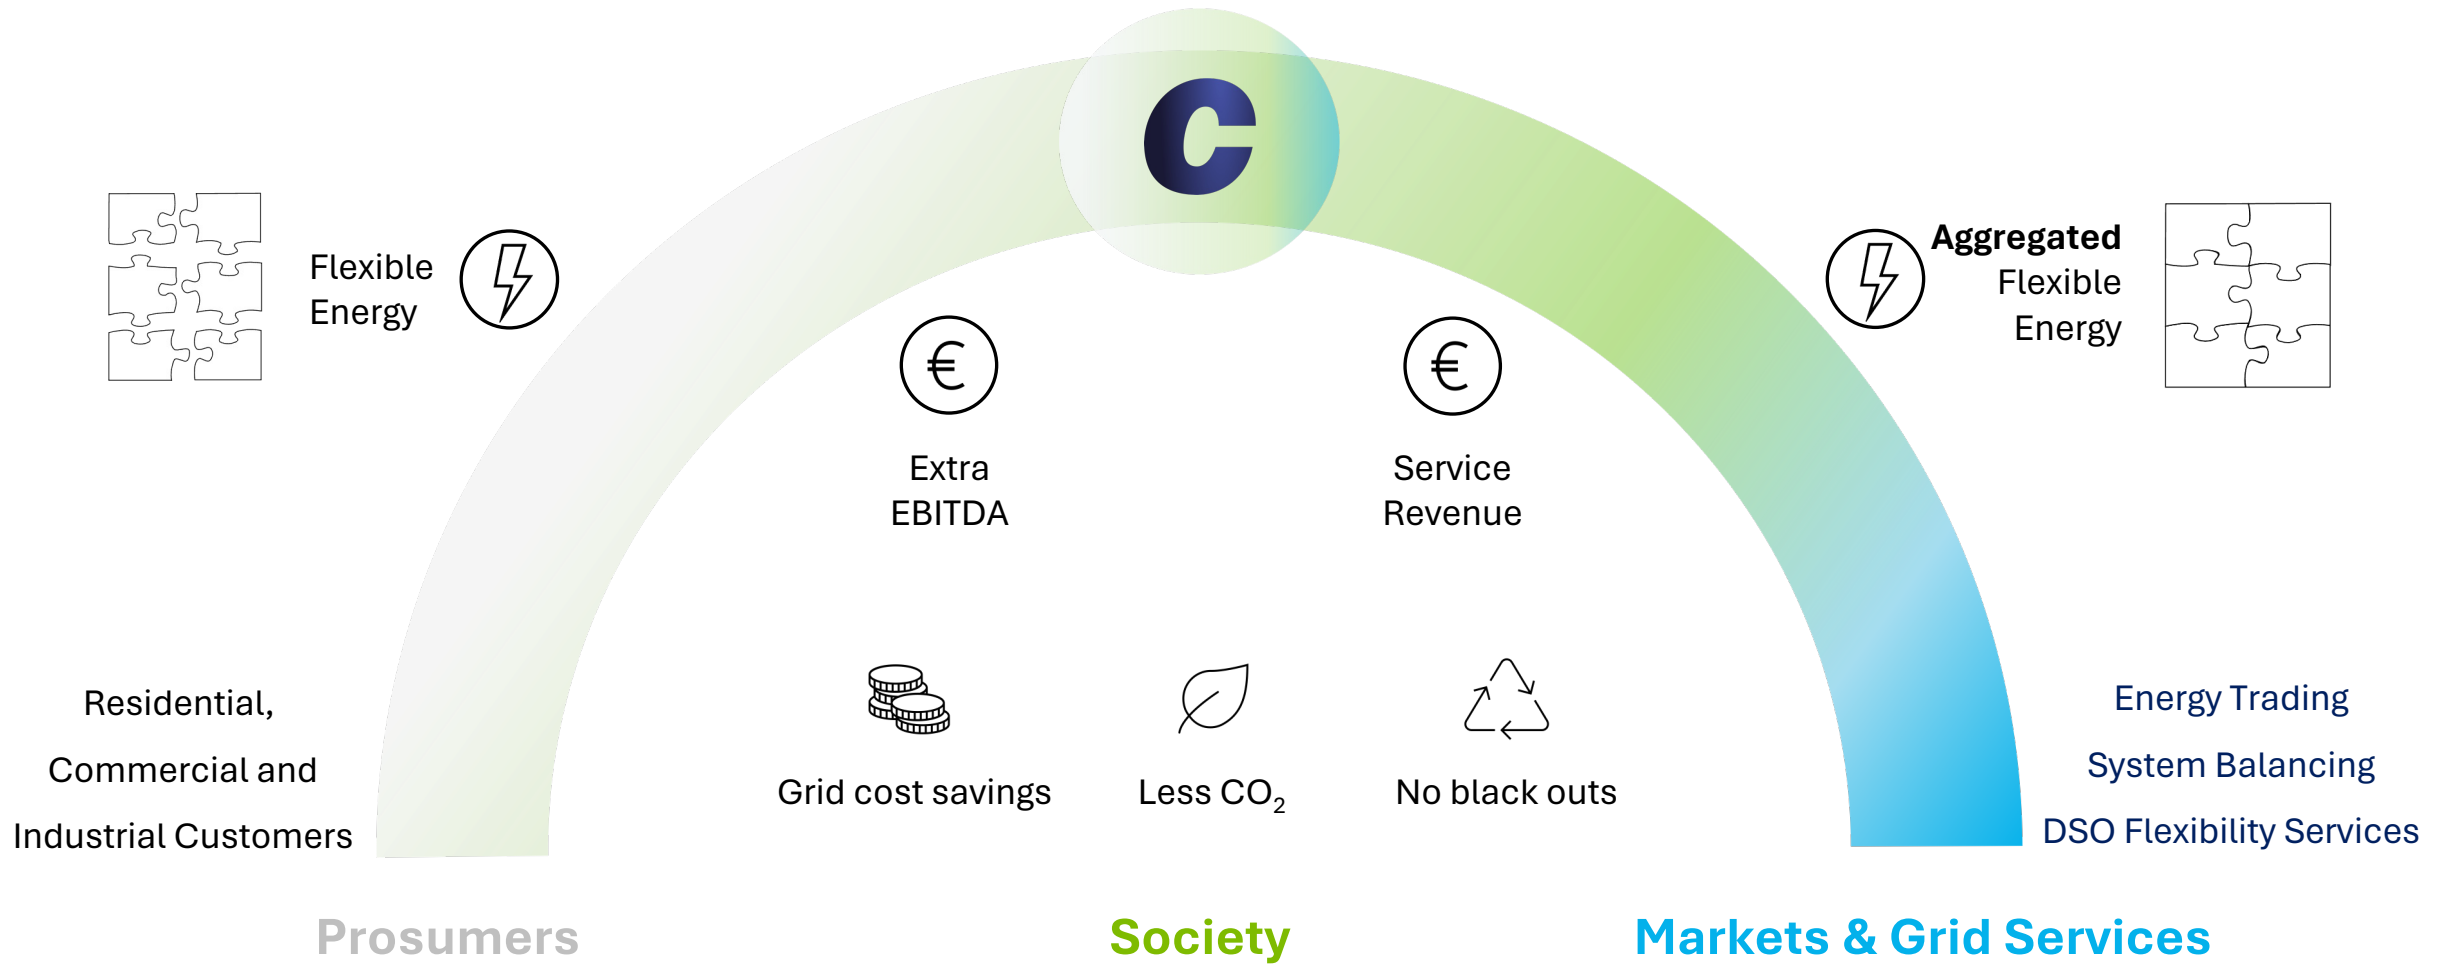 C
Flexible
Energy
Aggregated
Flexible
Energy
€
Extra
EBITDA
€
Service
Revenue
Residential,
Commercial and
Industrial Customers
Grid cost savings
Less CO₂
No black outs
Energy Trading
System Balancing
DSO Flexibility Services
Prosumers
Society
Markets & Grid Services